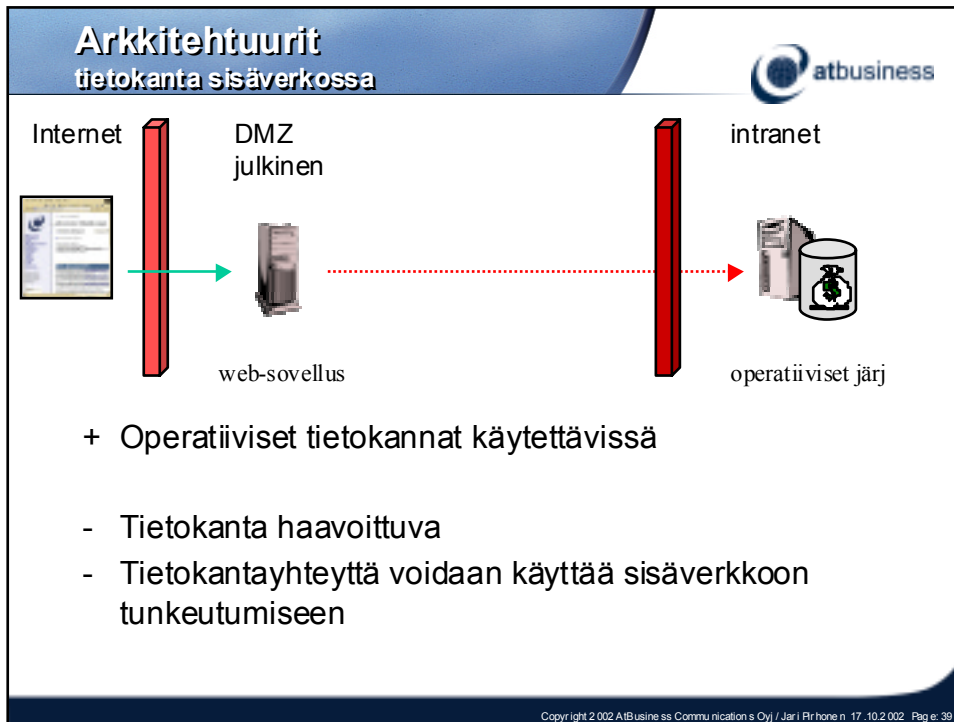 Arkkitehtuurit
tietokanta sisäverkossa
atbusiness
Internet
DMZ
julkinen
intranet
web-sovellus
operatiiviset järj
+ Operatiiviset tietokannat käytettävissä
- Tietokanta haavoittuva
- Tietokantayhteyttä voidaan käyttää sisäverkkoon
tunkeutumiseen
Copyright 2002 AtBusiness Communications Oyj / Jari Pirhonen 17.10.2002 Page: 39